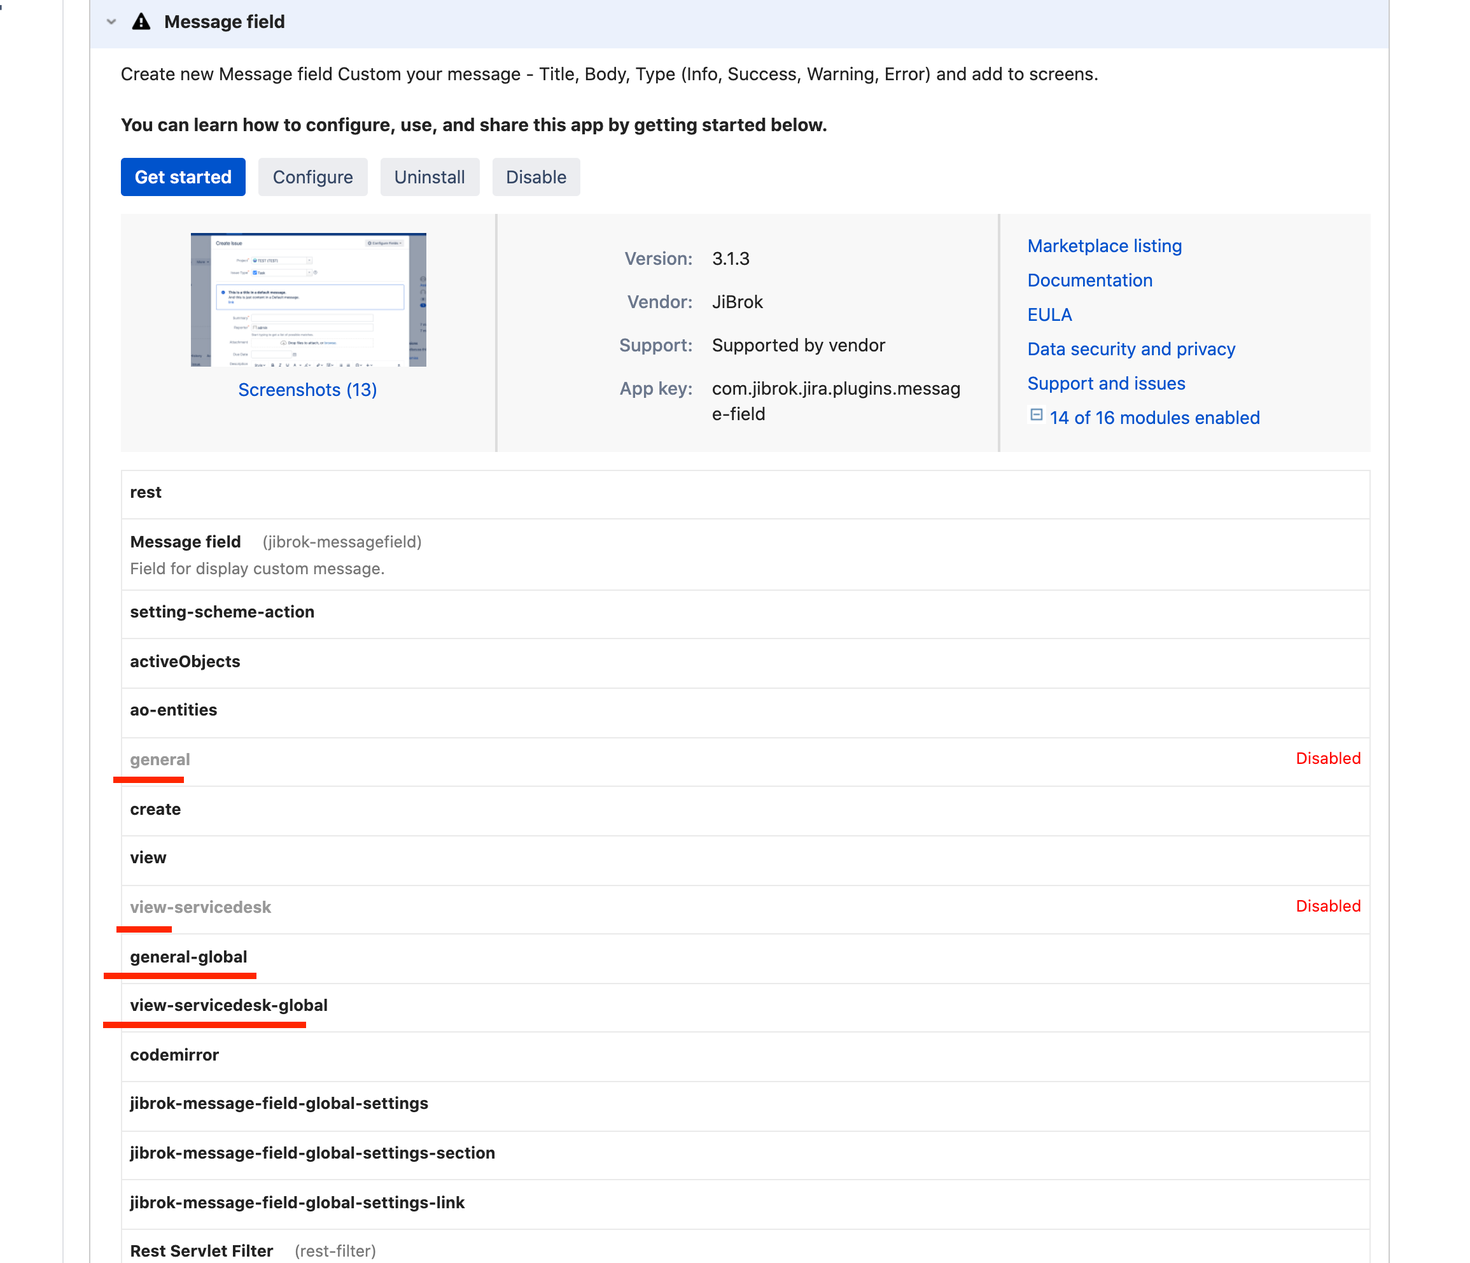 Message field
Create new Message field Custom your message - Title, Body, Type (Info, Success, Warning, Error) and add to screens.
You can learn how to configure, use, and share this app by getting started below.
Get started Configure Uninstall Disable
Create Issue
Screenshots (13)
Version: 3.1.3
Vendor: JiBrok
Support: Supported by vendor
App key: com.jibrok.jira.plugins.messag
e-field
Marketplace listing
Documentation
EULA
Data security and privacy
Support and issues
14 of 16 modules enabled
rest
Message field (jibrok-messagefield)
Field for display custom message.
setting-scheme-action
activeObjects
ao-entities
general Disabled
create
view
view-servicedesk Disabled
general-global
view-servicedesk-global
codemirror
jibrok-message-field-global-settings
jibrok-message-field-global-settings-section
jibrok-message-field-global-settings-link
Rest Servlet Filter (rest-filter)